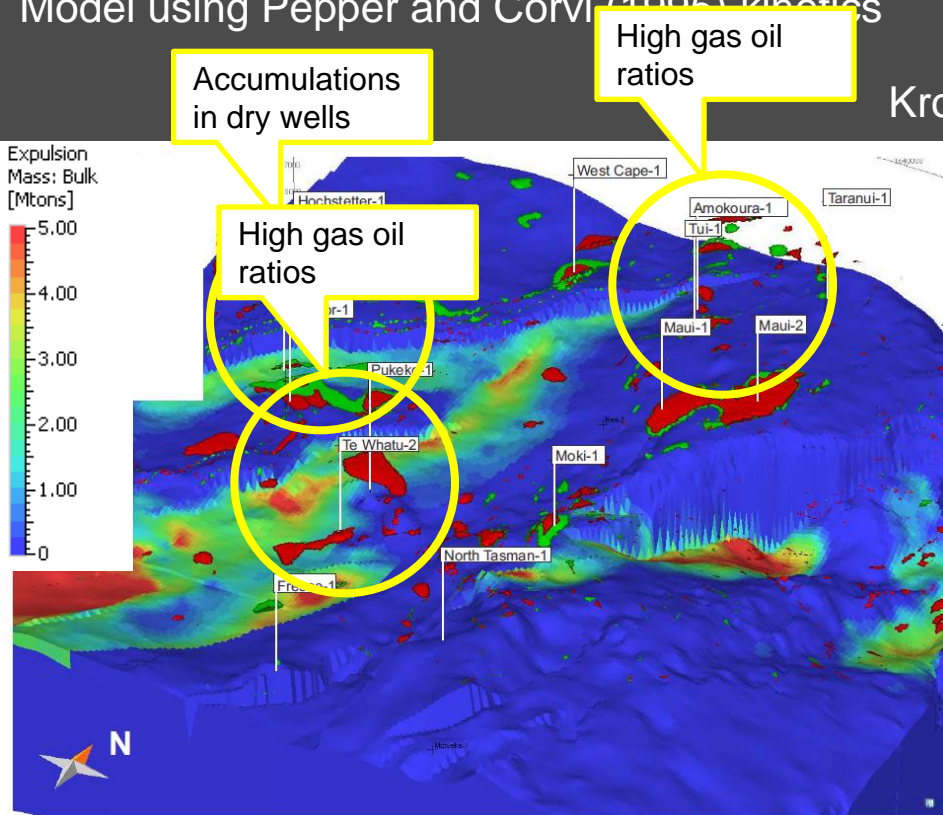 Model using Pepper and Corvi (1995) kinetics
High gas oil
ratios
Accumulations
in dry wells
Expulsion
Mass: Bulk
[Mtons]
5.00
4.00
3.00
2.00
1.00
0
West Cape-1
Hochstetter-1
Amokoura-1
Taranui-1
Tui-1
High gas oil
ratios
Maui-1
Maui-2
Pukeko-1
Te Whatu-2
Moki-1
North Tasman-1
N